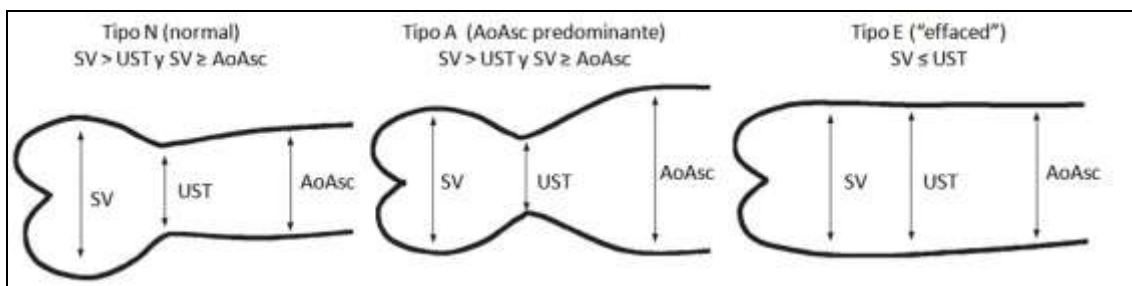 Tipo N (normal)
SV > UST y SV ≥ AoAsc
Tipo A (AoAsc predominante)
SV > UST y SV ≥ AoAsc
Tipo E ("effaced")
SV ≤ UST
SV
UST
AoAsc
SV
UST
AoAsc
SV
UST
AoAsc